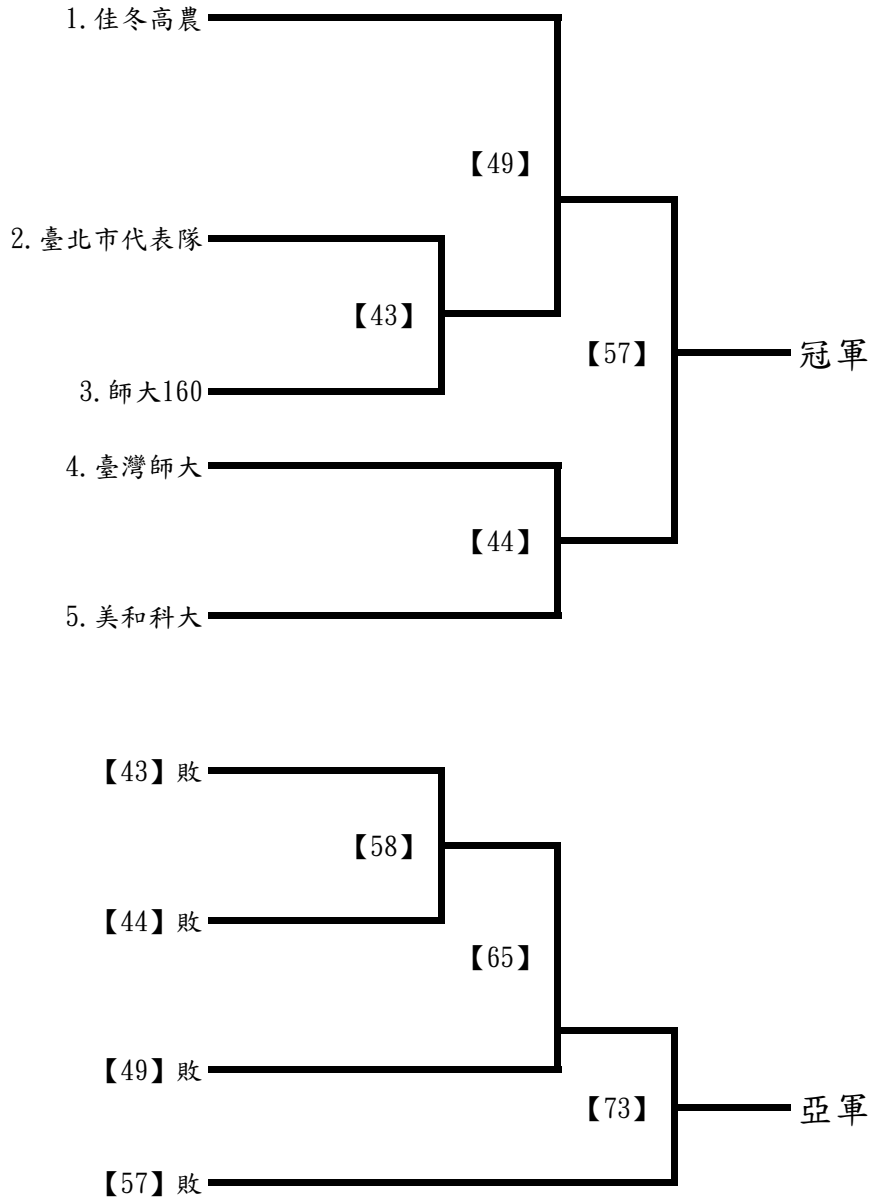 1.佳冬高農
【49】
2.臺北市代表隊
【43】
【57】
冠軍
3.師大160
4.臺灣師大
【44】
5.美和科大
【43】敗
【58】
【44】敗
【65】
【49】敗
【73】
亞軍
【57】敗